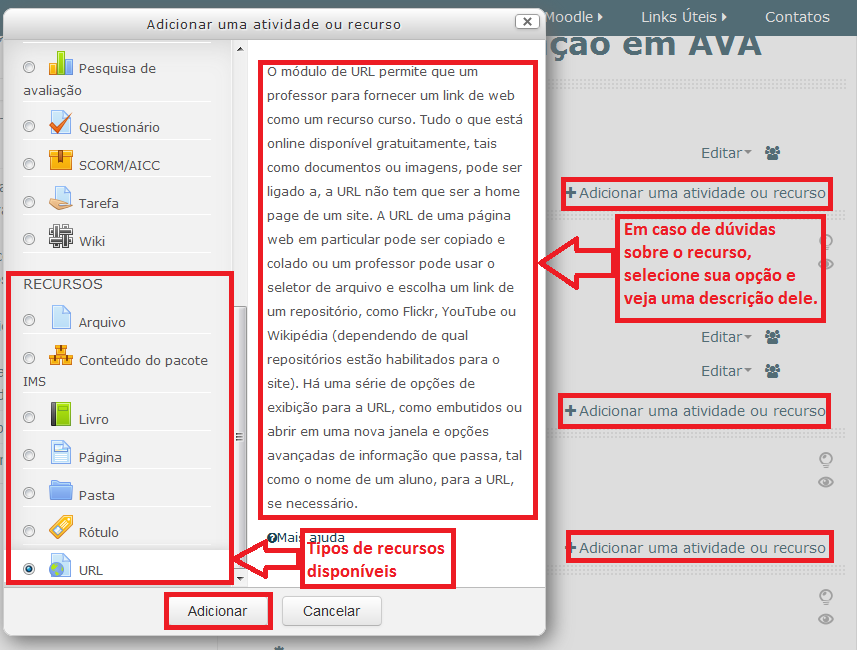 Adicionar uma atividade ou recurso
Moodle
Links Úteis
Contatos
ção em AVA
Pesquisa de
avaliação
Questionário
SCORM/AICC
Tarefa
Wiki
RECURSOS
Arquivo
Conteúdo do pacote
IMS
Livro
Página
Pasta
Rótulo
URL
O módulo de URL permite que um
professor para fornecer um link de web
como um recurso curso. Tudo o que está
online disponível gratuitamente, tais
como documentos ou imagens, pode ser
ligado a, a URL não tem que ser a home
page de um site. A URL de uma página
web em particular pode ser copiado e
colado ou um professor pode usar o
seletor de arquivo e escolha um link de
um repositório, como Flickr, YouTube ou
Wikipédia (dependendo de qual
repositórios estão habilitados para o
site). Há uma série de opções de
exibição para a URL, como embutidos ou
abrir em uma nova janela e opções
avançadas de informação que passa, tal
como o nome de um aluno, para a URL,
se necessário.
Mais ajuda
Tipos de recursos
disponíveis
Adicionar
Cancelar
Editar
Adicionar uma atividade ou recurso
Em caso de dúvidas
sobre o recurso,
selecione sua opção e
veja uma descrição dele.
Editar
Editar
Adicionar uma atividade ou recurso
Adicionar uma atividade ou recurso